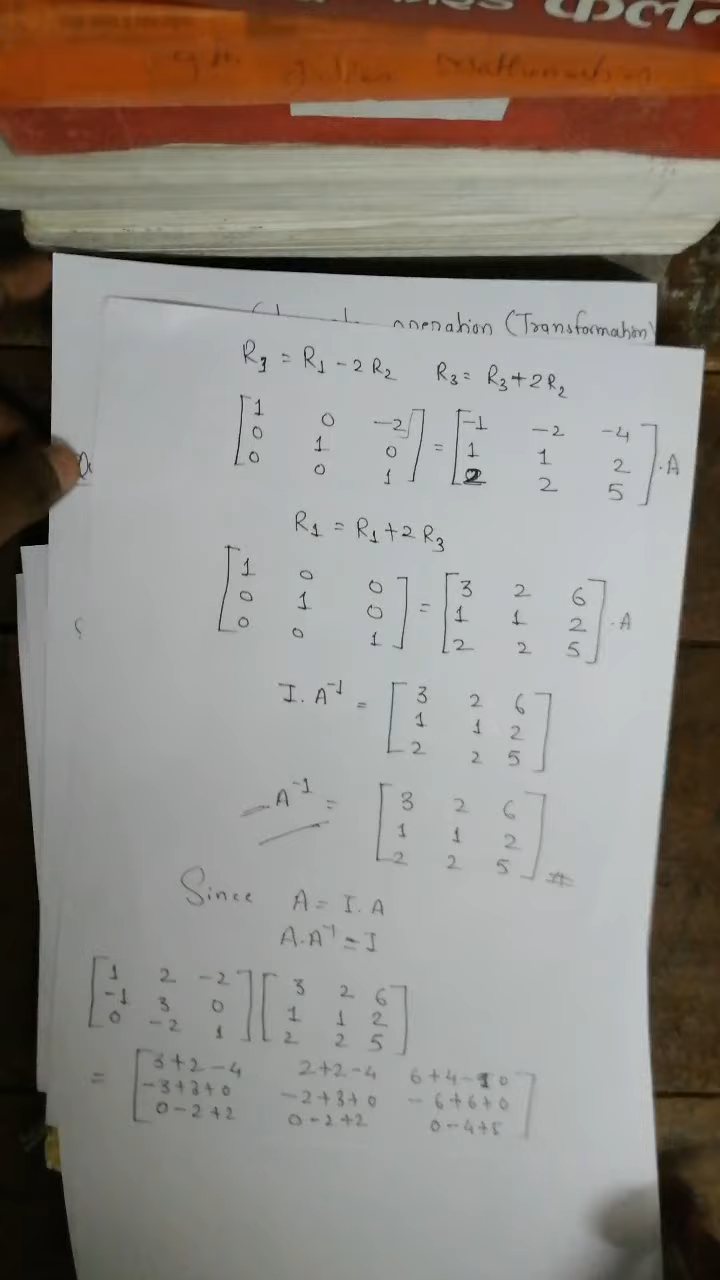 कलन
(Transformation)
R₃ = R₁ - 2R₂ R₃ = R₃ + 2R₂
[1 0 -2] = [-1 -2 -4] .A
[0 1 0] [1 1 2]
[0 0 1] [2 2 5]
R₁ = R₁ + 2R₃
[1 0 0] = [3 2 6] .A
[0 1 0] [1 1 2]
[0 0 1] [2 2 5]
I. A⁻¹ = [3 2 6]
[1 1 2]
[2 2 5]
A⁻¹ = [3 2 6]
[1 1 2]
[2 2 5]
Since A = I.A
A.A⁻¹ = I
[1 2 -2] [3 2 6]
[-1 3 0] [1 1 2]
[0 -2 1] [2 2 5]
= [3+2-4 2+2-4 6+4-10]
[-3+3+0 -2+3+0 -6+6+0]
[0-2+2 0-2+2 0-4+5]